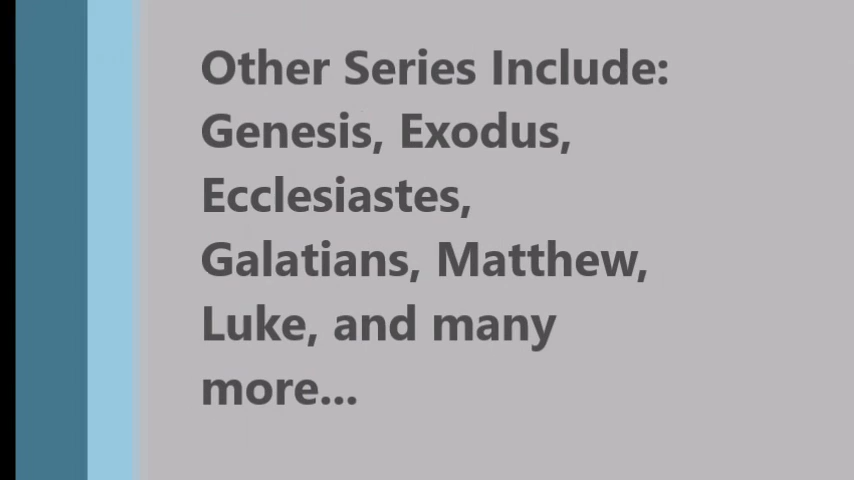 Other Series Include:
Genesis, Exodus,
Ecclesiastes,
Galatians, Matthew,
Luke, and many
more...